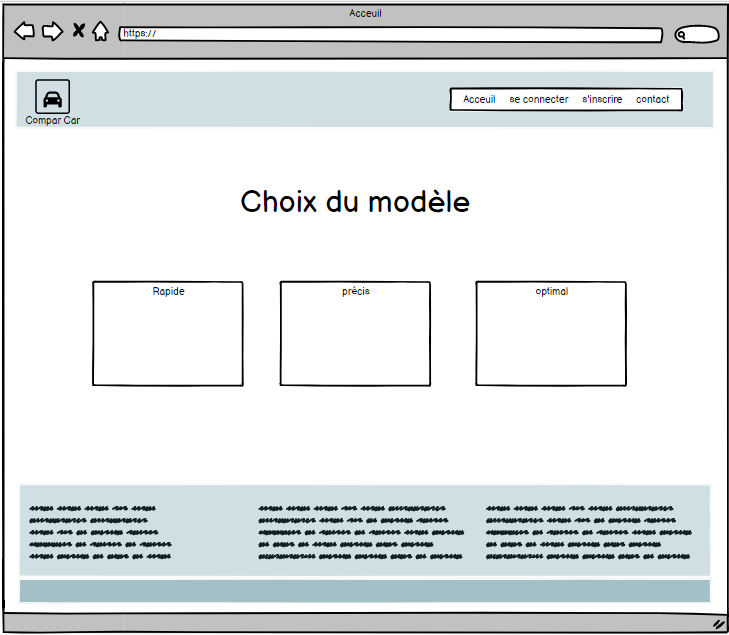 Acceuil
https://
Acceuil se connecter s'inscrire contact
Compar Car
Choix du modèle
Rapide
précis
optimal